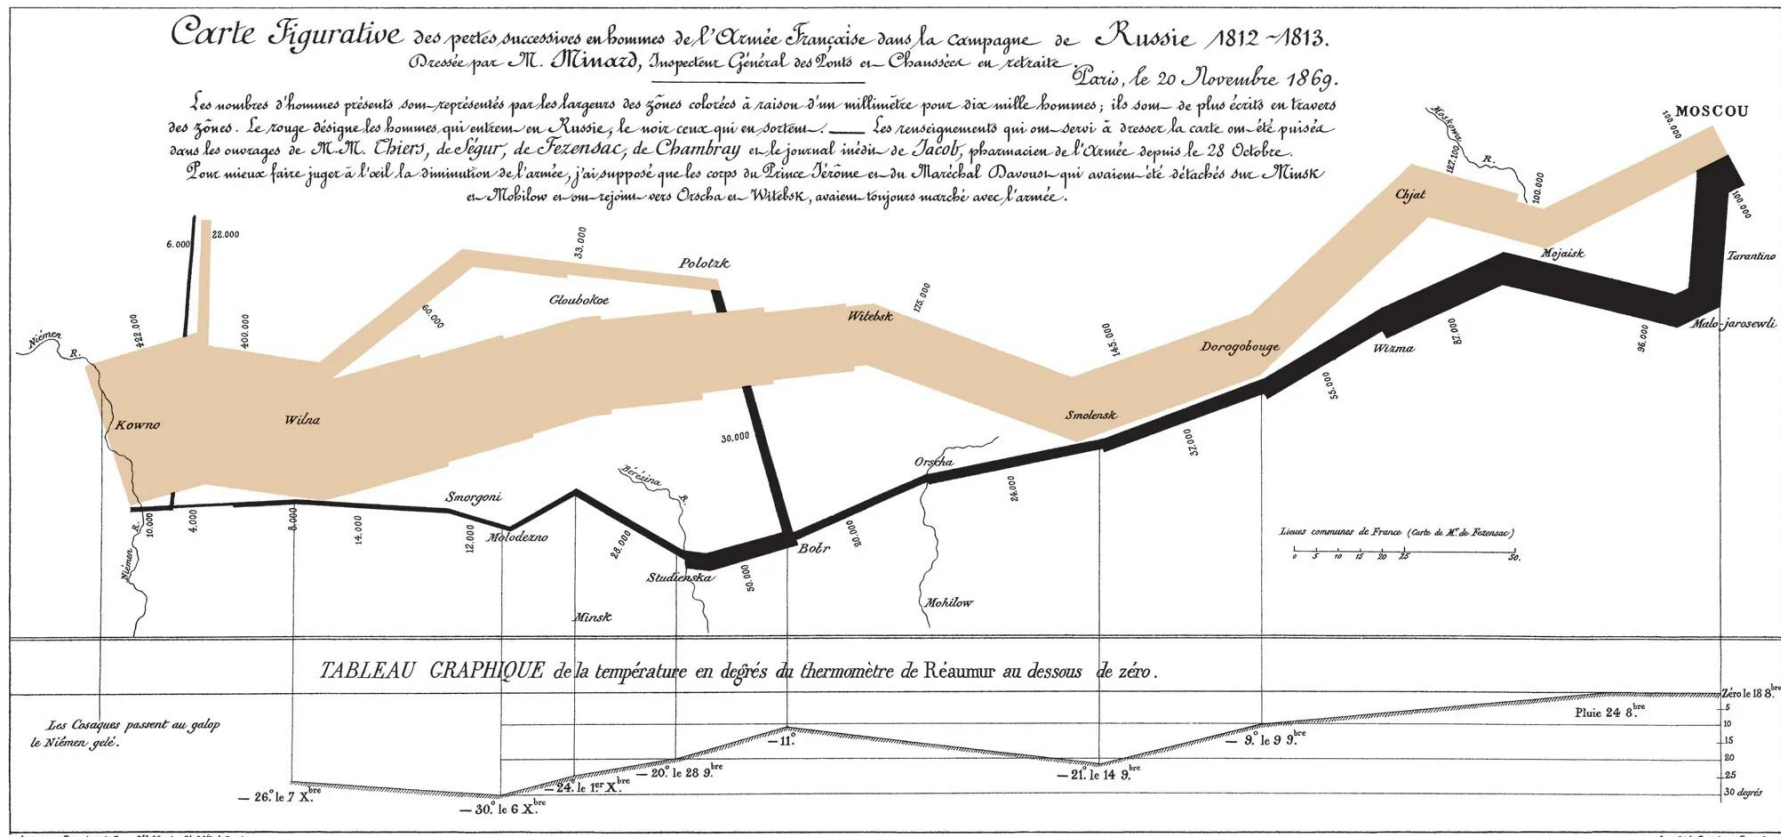 Carte Figurative des pertes successives en hommes de l'Armée Française dans la campagne de Russie 1812~1813.
Dressée par M. Minard, Inspecteur Général des Ponts et Chaussées en retraite.
Paris, le 20 Novembre 1869.
Les nombres d'hommes présents sont représentés par les largeurs des zônes colorées à raison d'un millimètre pour dix mille hommes; ils sont de plus écrits en travers
des zônes. Le rouge désigne les hommes qui entrent en Russie, le noir ceux qui en sortent. — Les renseignements qui ont servi à dresser la carte ont été puisés
dans les ouvrages de M.M. Thiers, de Ségur, de Fezensac, de Chambray et le journal inédit de Jacob, pharmacien de l'Armée depuis le 28 Octobre.
Pour mieux faire juger à l'œil la diminution de l'armée, j'ai supposé que les corps du Prince Jérôme et du Maréchal Davoust qui avaient été détachés sur Minsk
et Mohilow et ont rejoint vers Orscha et Witebsk, avaient toujours marché avec l'armée.
MOSCOU
100.000
Moskowa
R.
127.100
100.000
Chjat
100.000
Mojaisk
Tarantino
Malo-jarosewli
6.000
22.000
33.000
Polotzk
Gloubokoe
60.000
Niémen
R.
422.000
400.000
Witebsk
175.000
145.000
Dorogobouge
Wizma
87.000
96.000
55.000
Kowno
Wilna
Smolensk
30.000
37.000
Orscha
24.000
Bérézina
R.
Smorgoni
10.000
4.000
8.000
14.000
12.000
Molodezno
28.000
20.000
Botr
Studienska
50.000
Niémen
R.
Minsk
Mohilow
Lieues communes de France (Carte de M. de Fezensac)
0 5 10 15 20 25 50.
TABLEAU GRAPHIQUE de la température en degrés du thermomètre de Réaumur au dessous de zéro.
Les Cosaques passent au galop
le Niémen gelé.
Zéro le 18 8.bre
Pluie 24 8.bre
5
10
15
20
25
30 degrés
— 9.° le 9 9.bre
— 21.° le 14 9.bre
— 11.°
— 20.° le 28 9.bre
— 24.° le 1.er X.bre
— 30.° le 6 X.bre
— 26.° le 7 X.bre